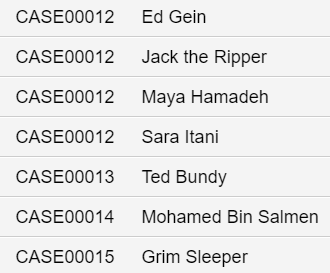 CASE00012 Ed Gein
CASE00012 Jack the Ripper
CASE00012 Maya Hamadeh
CASE00012 Sara Itani
CASE00013 Ted Bundy
CASE00014 Mohamed Bin Salmen
CASE00015 Grim Sleeper